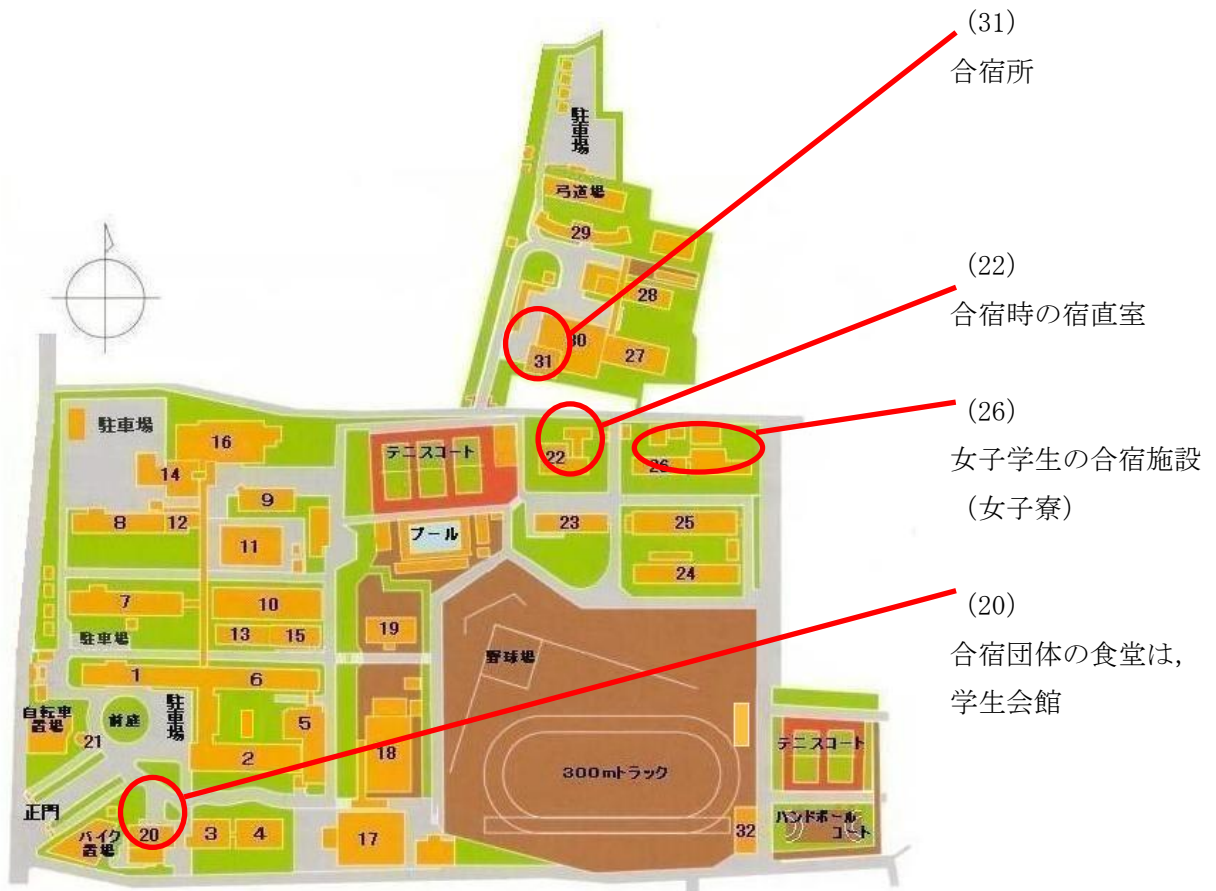 (31)
合宿所
駐車場
弓道場
29
28
30
31
27
(22)
合宿時の宿直室
(26)
女子学生の合宿施設
(女子寮)
駐車場
16
テニスコート
22
26
14
9
8
12
11
プール
23
25
24
7
10
13
15
19
駐車場
野球場
1
6
自転車
置場
前庭
駐車場
21
5
2
18
300mトラック
テニスコート
(20)
合宿団体の食堂は,
学生会館
正門
バイク
置場
20
3
4
17
32
ハンドボール
コート